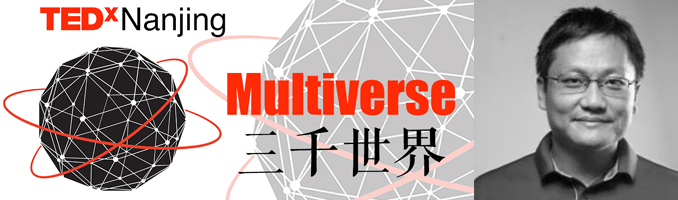 TEDxNanjing
Multiverse
三千世界